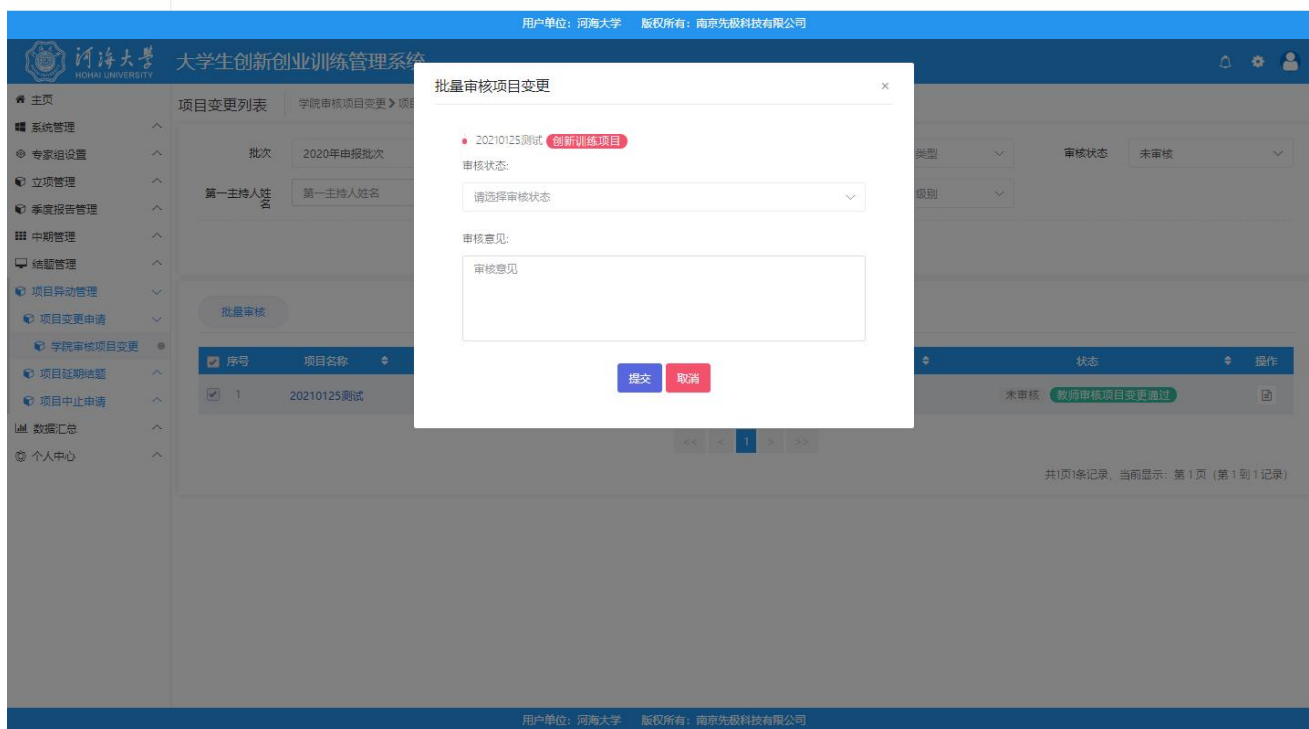 用户单位：河海大学 版权所有：南京先极科技有限公司
河海大学 HOHAI UNIVERSITY
大学生创新创业训练管理系统
主页
系统管理
专家组设置
立项管理
季度报告管理
中期管理
结题管理
项目异动管理
项目变更申请
学院审核项目变更
项目延期结题
项目中止申请
数据汇总
个人中心
项目变更列表 学院审核项目变更
批次 2020年申报批次 类型 审核状态 未审核
第一主持人姓名 第一主持人姓名 级别
批量审核项目变更 ×
20210125测试 创新训练项目
审核状态:
请选择审核状态
审核意见:
审核意见
提交 取消
批量审核
序号 项目名称 状态 操作
1 20210125测试 未审核 教师审核项目变更通过
<< < 1 > >>
共1页1条记录, 当前显示: 第 1 页 (第 1 到 1 记录)
用户单位：河海大学 版权所有：南京先极科技有限公司